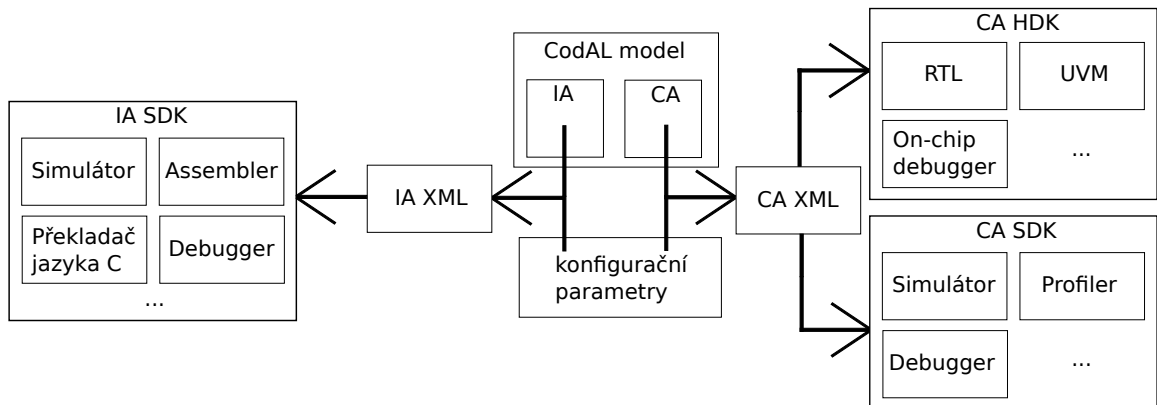 IA SDK
Simulátor
Assembler
Překladač
jazyka C
Debugger
...
IA XML
CodAL model
IA
CA
konfigurační
parametry
CA XML
CA HDK
RTL
UVM
On-chip
debugger
...
CA SDK
Simulátor
Profiler
Debugger
...